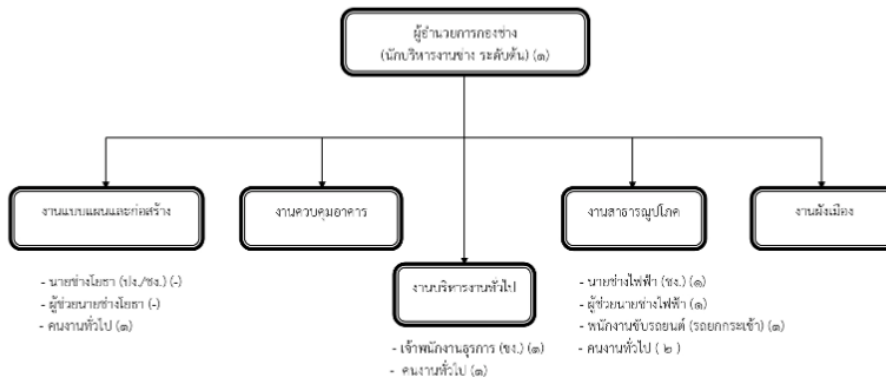 ผู้อำนวยการกองช่าง
(นักบริหารงานช่าง ระดับต้น) (๑)
งานแบบแผนและก่อสร้าง
- นายช่างโยธา (ปง./ชง.) (-)
- ผู้ช่วยนายช่างโยธา (-)
- คนงานทั่วไป (๑)
งานควบคุมอาคาร
งานบริหารงานทั่วไป
- เจ้าพนักงานธุรการ (ชง.) (๑)
- คนงานทั่วไป (๑)
งานสาธารณูปโภค
- นายช่างไฟฟ้า (ชง.) (๑)
- ผู้ช่วยนายช่างไฟฟ้า (๑)
- พนักงานขับรถยนต์ (รถยกกระเช้า) (๑)
- คนงานทั่วไป ( ๒ )
งานผังเมือง